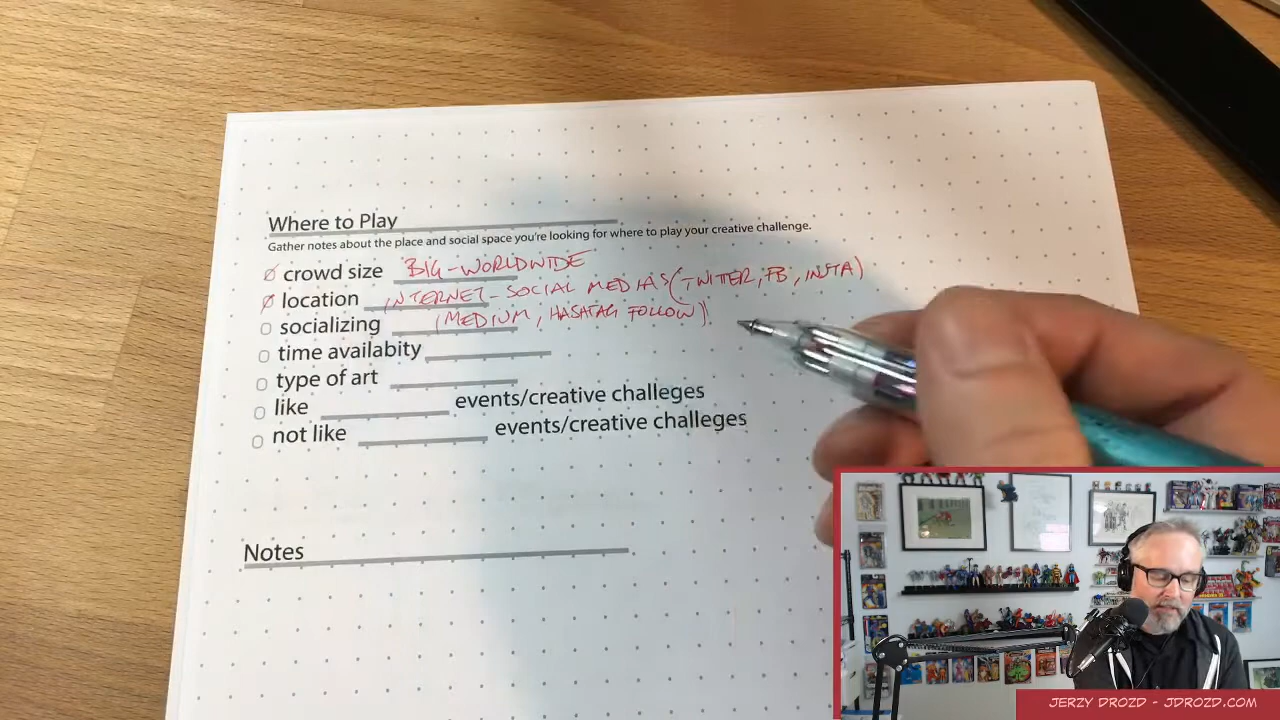 Where to Play
Gather notes about the place and social space you're looking for where to play your creative challenge.
crowd size BIG-WORLDWIDE
location INTERNET-SOCIAL MEDIAS (TWITTER, FB, INSTA)
socializing (MEDIUM, HASATAG FOLLOW)
time availabity
type of art
like events/creative challeges
not like events/creative challeges
Notes
JERZY DROZD - JDROZD.COM